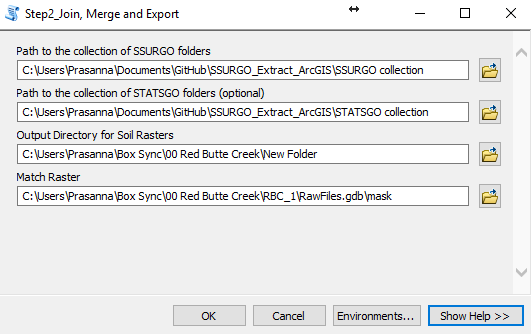 Step2_Join, Merge and Export
Path to the collection of SSURGO folders
C:\Users\Prasanna\Documents\GitHub\SSURGO_Extract_ArcGIS\SSURGO collection
Path to the collection of STATSGO folders (optional)
C:\Users\Prasanna\Documents\GitHub\SSURGO_Extract_ArcGIS\STATSGO collection
Output Directory for Soil Rasters
C:\Users\Prasanna\Box Sync\00 Red Butte Creek\New Folder
Match Raster
C:\Users\Prasanna\Box Sync\00 Red Butte Creek\RBC_1\RawFiles.gdb\mask
OK Cancel Environments... Show Help >>